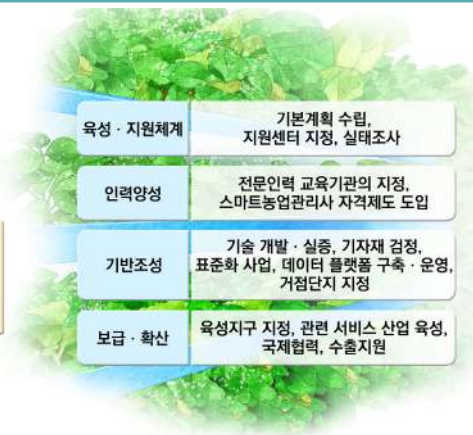 육성 · 지원체계
기본계획 수립,
지원센터 지정, 실태조사
인력양성
전문인력 교육기관의 지정,
스마트농업관리사 자격제도 도입
기반조성
기술 개발 · 실증, 기자재 검정,
표준화 사업, 데이터 플랫폼 구축 · 운영,
거점단지 지정
보급 · 확산
육성지구 지정, 관련 서비스 산업 육성,
국제협력, 수출지원